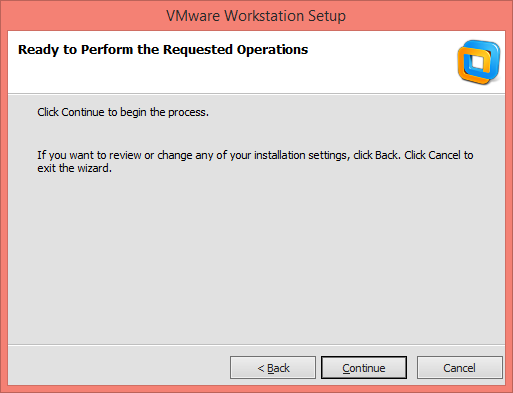 VMware Workstation Setup
Ready to Perform the Requested Operations
Click Continue to begin the process.
If you want to review or change any of your installation settings, click Back. Click Cancel to
exit the wizard.
< Back
Continue
Cancel